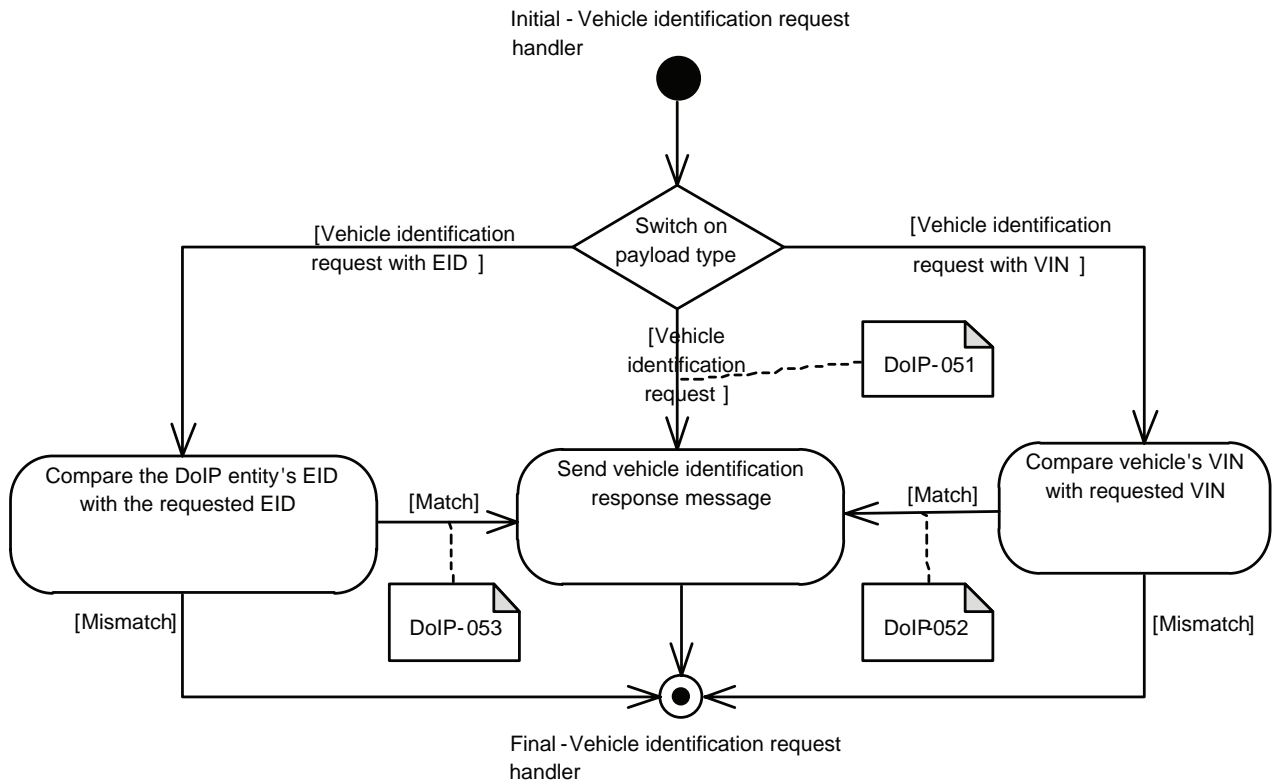 Initial - Vehicle identification request
handler
Switch on
payload type
[Vehicle identification
request with EID ]
[Vehicle identification
request with VIN ]
[Vehicle
identification
request ]
DoIP-051
Compare the DoIP entity's EID
with the requested EID
[Match]
Send vehicle identification
response message
[Match]
Compare vehicle's VIN
with requested VIN
[Mismatch]
DoIP-053
DoIP-052
[Mismatch]
Final - Vehicle identification request
handler